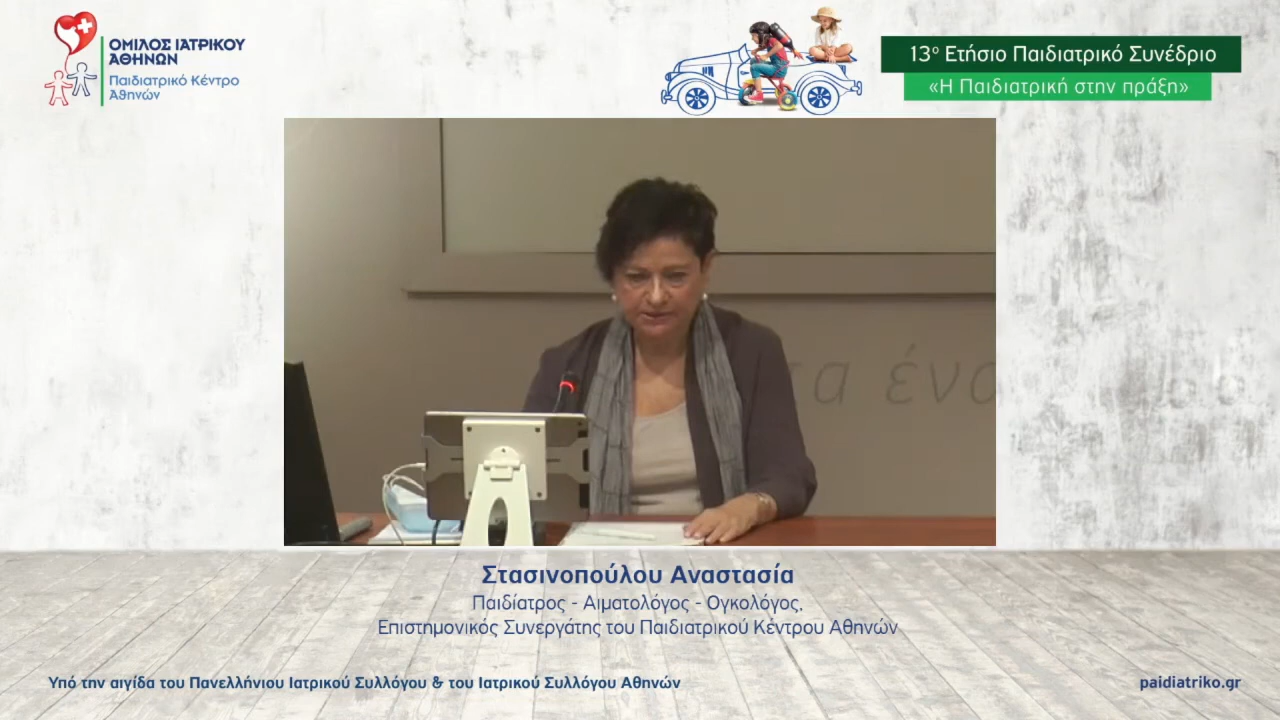 ΟΜΙΛΟΣ ΙΑΤΡΙΚΟΥ
ΑΘΗΝΩΝ
Παιδιατρικό Κέντρο
Αθηνών
13ο Ετήσιο Παιδιατρικό Συνέδριο
«Η Παιδιατρική στην πράξη»
Στασινοπούλου Αναστασία
Παιδίατρος - Αιματολόγος - Ογκολόγος,
Επιστημονικός Συνεργάτης του Παιδιατρικού Κέντρου Αθηνών
Υπό την αιγίδα του Πανελλήνιου Ιατρικού Συλλόγου & του Ιατρικού Συλλόγου Αθηνών
paidiatriko.gr